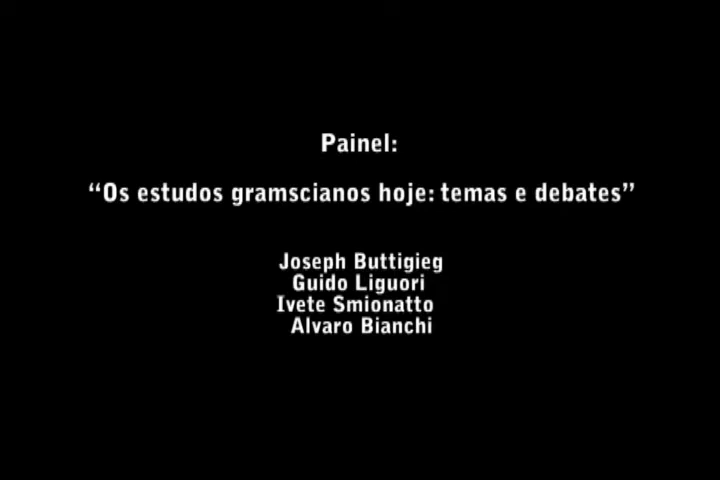 Painel:
“Os estudos gramscianos hoje: temas e debates”
Joseph Buttigieg
Guido Liguori
Ivete Smionatto
Alvaro Bianchi